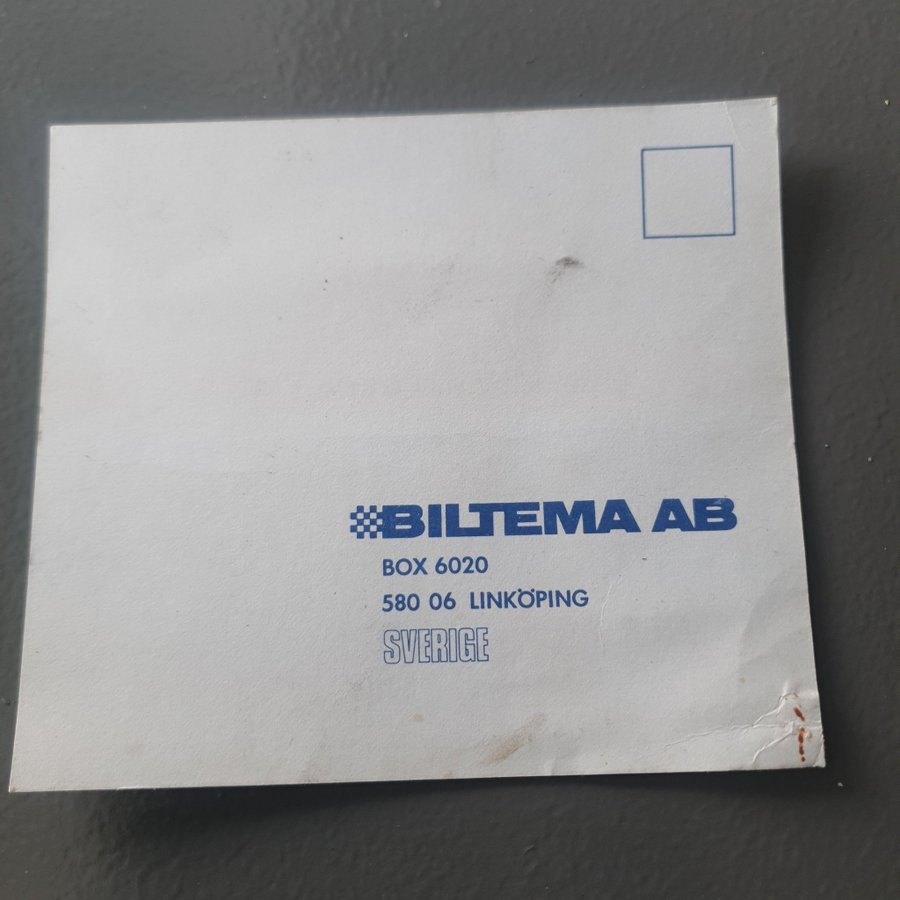 BILTEMA AB
BOX 6020
580 06 LINKÖPING
SVERIGE